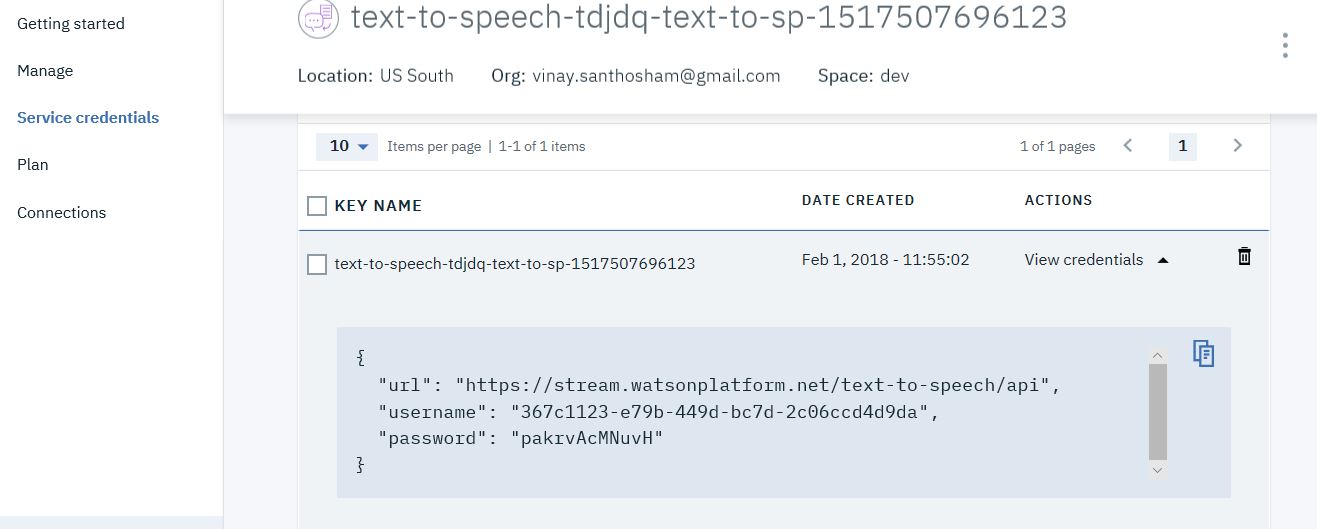 text-to-speech-tdjdq-text-to-sp-1517507696123
Location: US South Org: vinay.santhosham@gmail.com Space: dev
Getting started
Manage
Service credentials
Plan
Connections
10 Items per page | 1-1 of 1 items 1 of 1 pages 1
KEY NAME DATE CREATED ACTIONS
text-to-speech-tdjdq-text-to-sp-1517507696123 Feb 1, 2018 - 11:55:02 View credentials
{
"url": "https://stream.watsonplatform.net/text-to-speech/api",
"username": "367c1123-e79b-449d-bc7d-2c06ccd4d9da",
"password": "pakrvAcMNuvH"
}